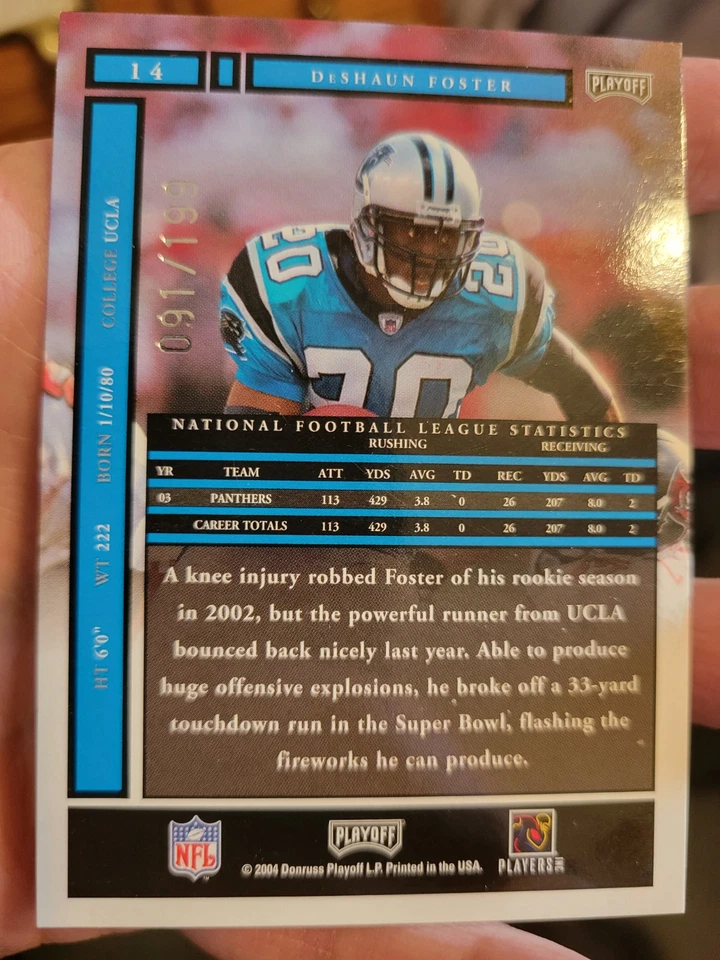 14
DeShaun Foster
PLAYOFF
HT 6'0" WT 222 BORN 1/10/80 COLLEGE UCLA
091/199
20
20
20
NATIONAL FOOTBALL LEAGUE STATISTICS
RUSHING RECEIVING
YR TEAM ATT YDS AVG TD REC YDS AVG TD
03 PANTHERS 113 429 3.8 0 26 207 8.0 2
CAREER TOTALS 113 429 3.8 0 26 207 8.0 2
A knee injury robbed Foster of his rookie season
in 2002, but the powerful runner from UCLA
bounced back nicely last year. Able to produce
huge offensive explosions, he broke off a 33-yard
touchdown run in the Super Bowl, flashing the
fireworks he can produce.
NFL
TM
PLAYOFF
PLAYERS INC
© 2004 Donruss Playoff L.P. Printed in the USA.